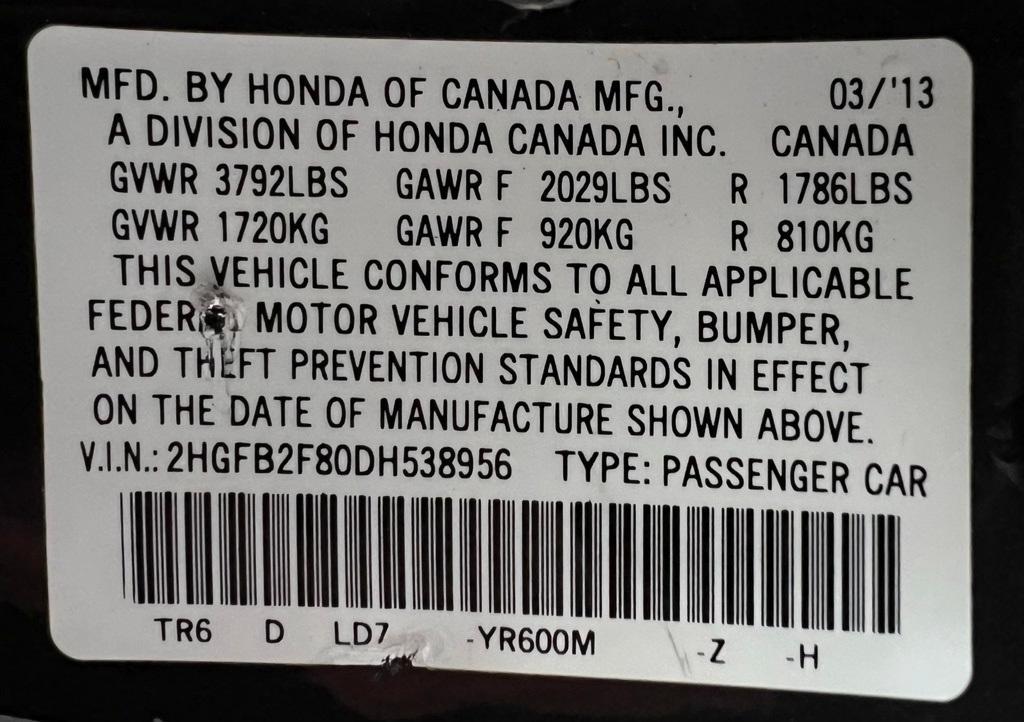 MFD. BY HONDA OF CANADA MFG., 03/'13
A DIVISION OF HONDA CANADA INC. CANADA
GVWR 3792LBS GAWR F 2029LBS R 1786LBS
GVWR 1720KG GAWR F 920KG R 810KG
THIS VEHICLE CONFORMS TO ALL APPLICABLE
FEDERAL MOTOR VEHICLE SAFETY, BUMPER,
AND THEFT PREVENTION STANDARDS IN EFFECT
ON THE DATE OF MANUFACTURE SHOWN ABOVE.
V.I.N.: 2HGFB2F80DH538956 TYPE: PASSENGER CAR
TR6 D LD7 -YR600M -Z -H